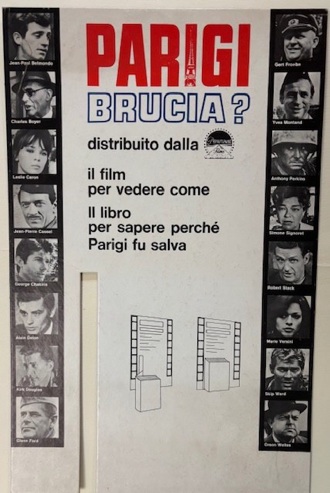 PARIGI
BRUCIA?
distribuito dalla
Paramount
il film
per vedere come
Il libro
per sapere perché
Parigi fu salva
Jean-Paul Belmondo
Charles Boyer
Leslie Caron
Jean-Pierre Cassel
George Chakiris
Alain Delon
Kirk Douglas
Glenn Ford
Gert Froebe
Yves Montand
Anthony Perkins
Simone Signoret
Robert Stack
Marie Versini
Skip Ward
Orson Welles